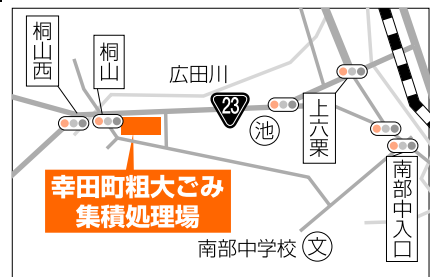 桐山西
桐山
広田川
23
池
上六栗
南部中入口
幸田町粗大ごみ
集積処理場
南部中学校
文